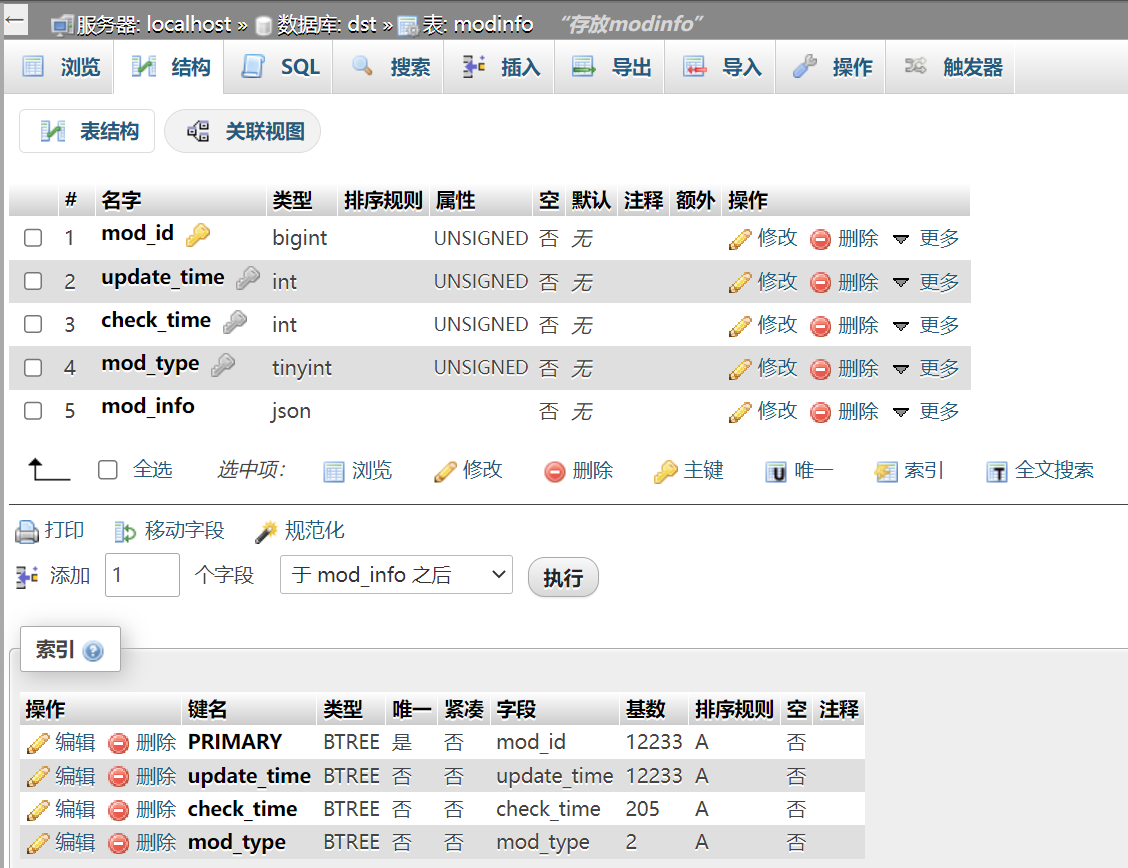 服务器: localhost » 数据库: dst » 表: modinfo “存放modinfo”
浏览 结构 SQL 搜索 插入 导出 导入 操作 触发器
表结构 关联视图
# 名字 类型 排序规则 属性 空 默认 注释 额外 操作
1 mod_id bigint UNSIGNED 否 无 修改 删除 更多
2 update_time int UNSIGNED 否 无 修改 删除 更多
3 check_time int UNSIGNED 否 无 修改 删除 更多
4 mod_type tinyint UNSIGNED 否 无 修改 删除 更多
5 mod_info json 否 无 修改 删除 更多
全选 选中项: 浏览 修改 删除 主键 唯一 索引 全文搜索
打印 移动字段 规范化
添加 1 个字段 于 mod_info 之后 执行
索引
操作 键名 类型 唯一 紧凑 字段 基数 排序规则 空 注释
编辑 删除 PRIMARY BTREE 是 否 mod_id 12233 A 否
编辑 删除 update_time BTREE 否 否 update_time 12233 A 否
编辑 删除 check_time BTREE 否 否 check_time 205 A 否
编辑 删除 mod_type BTREE 否 否 mod_type 2 A 否